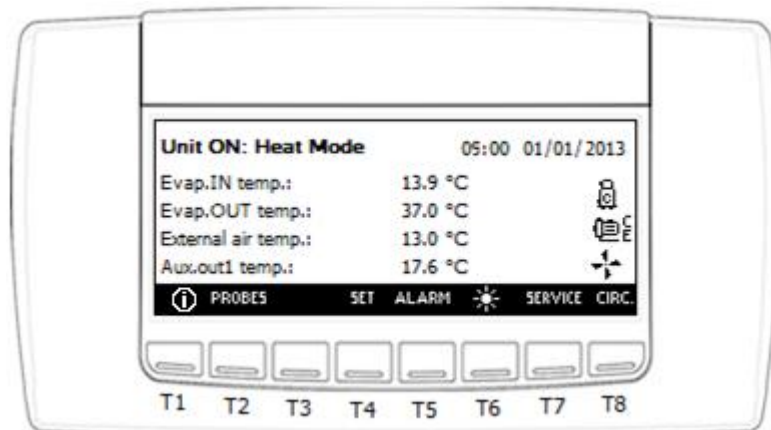 Unit ON: Heat Mode 05:00 01/01/2013
Evap.IN temp.: 13.9 °C
Evap.OUT temp.: 37.0 °C
External air temp.: 13.0 °C
Aux.out1 temp.: 17.6 °C
PROBES SET ALARM SERVICE CIRC.
T1 T2 T3 T4 T5 T6 T7 T8